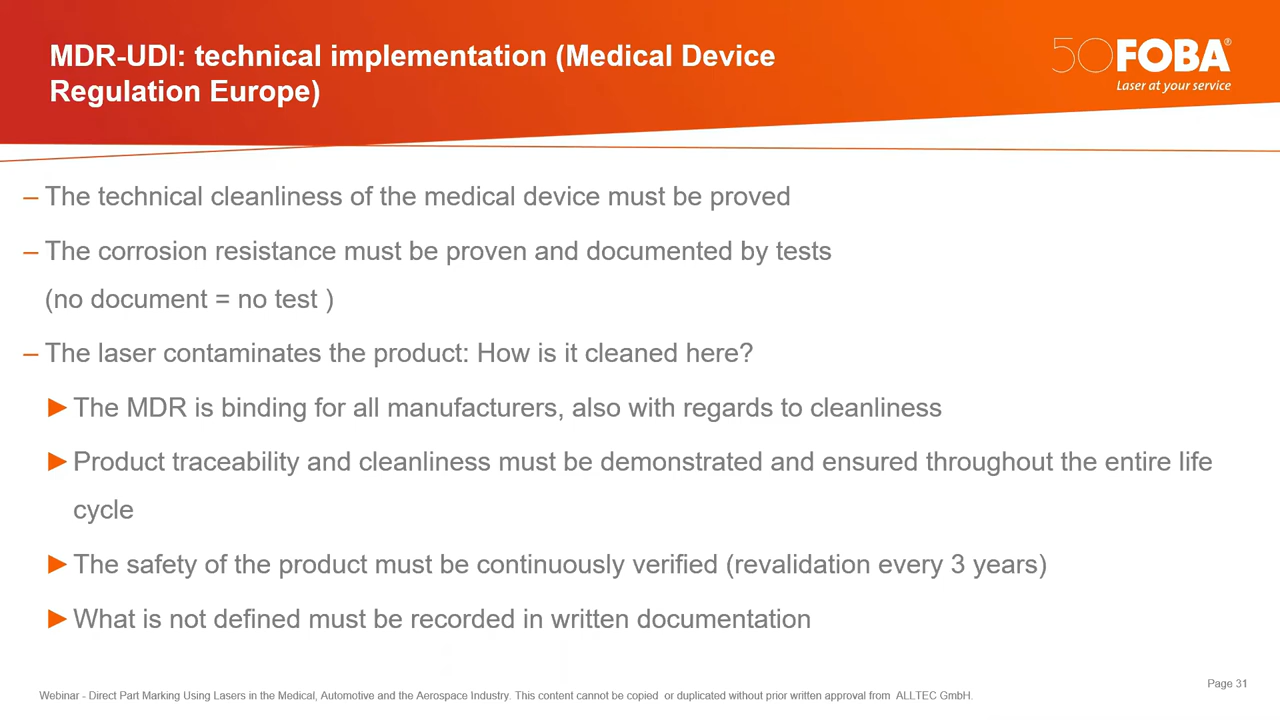 MDR-UDI: technical implementation (Medical Device
Regulation Europe)
50 FOBA®
Laser at your service
– The technical cleanliness of the medical device must be proved
– The corrosion resistance must be proven and documented by tests
(no document = no test )
– The laser contaminates the product: How is it cleaned here?
► The MDR is binding for all manufacturers, also with regards to cleanliness
► Product traceability and cleanliness must be demonstrated and ensured throughout the entire life
cycle
► The safety of the product must be continuously verified (revalidation every 3 years)
► What is not defined must be recorded in written documentation
Page 31
Webinar - Direct Part Marking Using Lasers in the Medical, Automotive and the Aerospace Industry. This content cannot be copied or duplicated without prior written approval from ALLTEC GmbH.